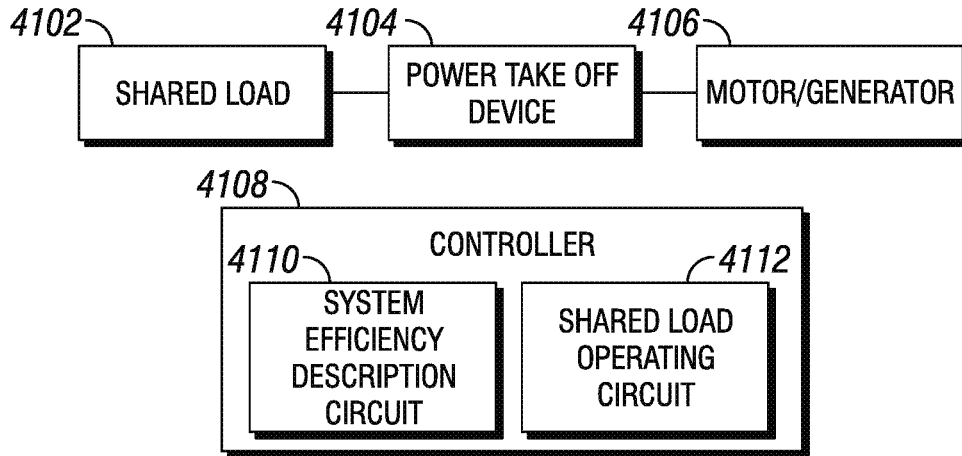 4102
SHARED LOAD
4104
POWER TAKE OFF
DEVICE
4106
MOTOR/GENERATOR
4108
CONTROLLER
4110
SYSTEM
EFFICIENCY
DESCRIPTION
CIRCUIT
4112
SHARED LOAD
OPERATING
CIRCUIT